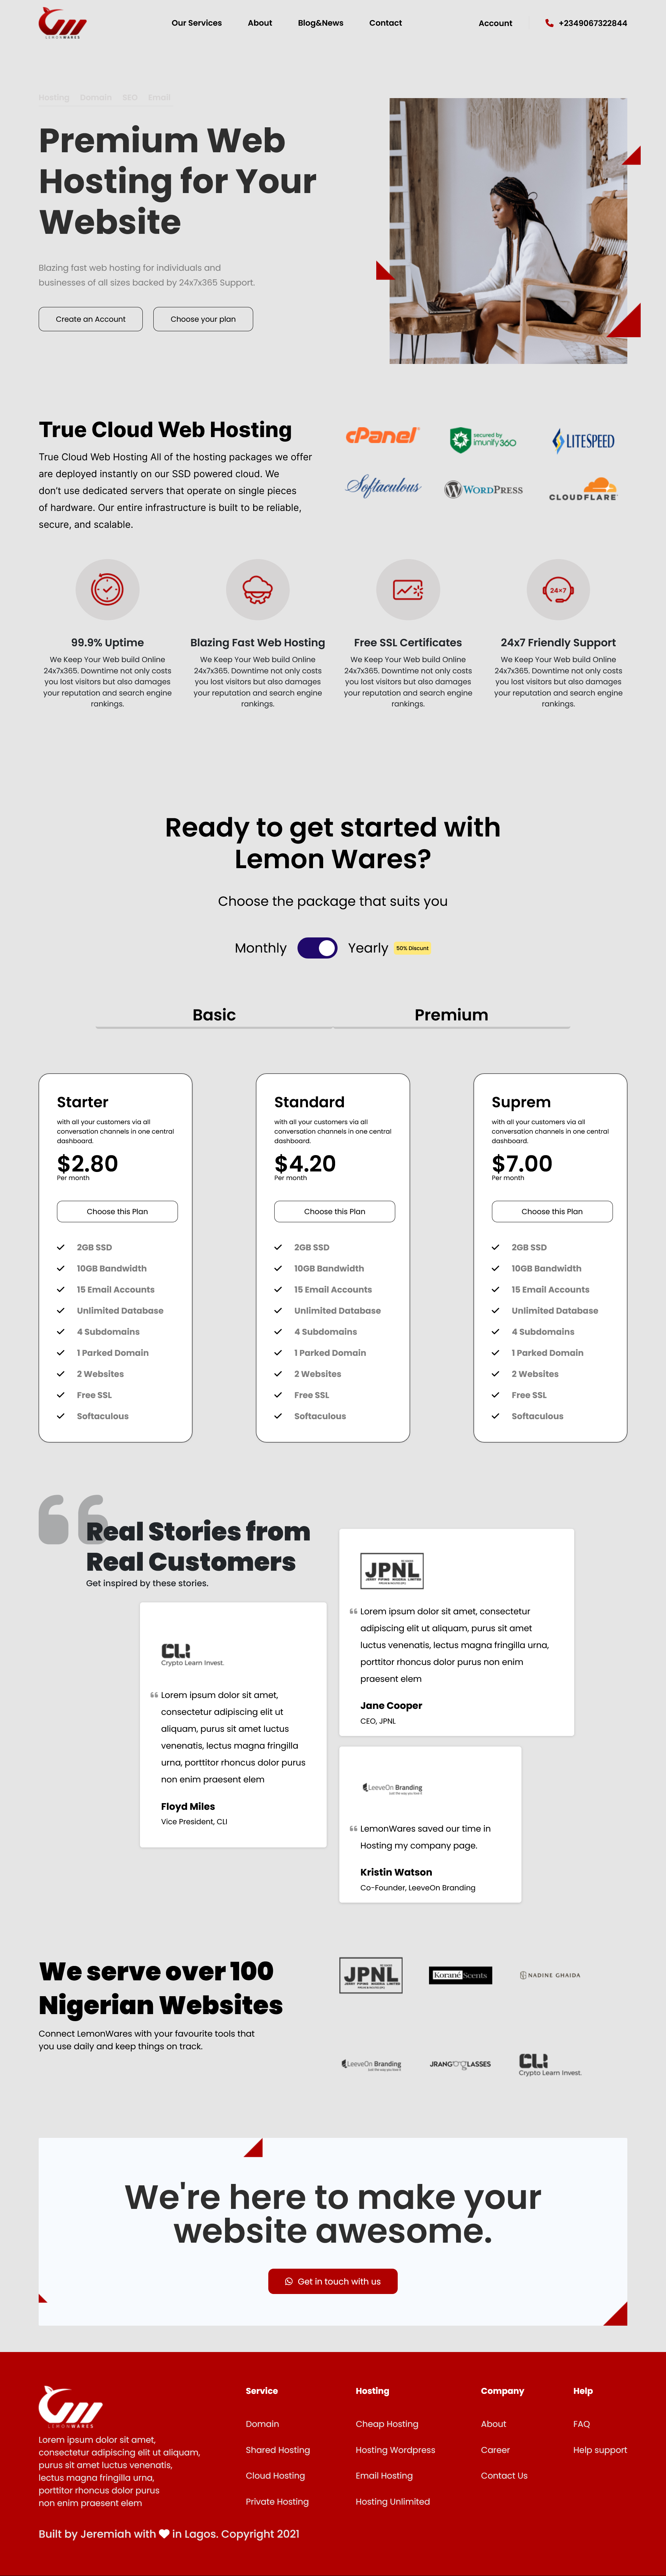 LEMONWARES
Our Services About Blog&News Contact Account +2349067322844
Hosting Domain SEO Email
Premium Web
Hosting for Your
Website
Blazing fast web hosting for individuals and
businesses of all sizes backed by 24x7x365 Support.
Create an Account Choose your plan
True Cloud Web Hosting
True Cloud Web Hosting All of the hosting packages we offer
are deployed instantly on our SSD powered cloud. We
don't use dedicated servers that operate on single pieces
of hardware. Our entire infrastructure is built to be reliable,
secure, and scalable.
cPanel
secured by
imunify360
LITESPEED
Softaculous
WORDPRESS
CLOUDFLARE
24×7
99.9% Uptime
We Keep Your Web build Online
24x7x365. Downtime not only costs
you lost visitors but also damages
your reputation and search engine
rankings.
Blazing Fast Web Hosting
We Keep Your Web build Online
24x7x365. Downtime not only costs
you lost visitors but also damages
your reputation and search engine
rankings.
Free SSL Certificates
We Keep Your Web build Online
24x7x365. Downtime not only costs
you lost visitors but also damages
your reputation and search engine
rankings.
24x7 Friendly Support
We Keep Your Web build Online
24x7x365. Downtime not only costs
you lost visitors but also damages
your reputation and search engine
rankings.
Ready to get started with
Lemon Wares?
Choose the package that suits you
Monthly Yearly 50% Discunt
Basic Premium
Starter
with all your customers via all
conversation channels in one central
dashboard.
$2.80
Per month
Choose this Plan
2GB SSD
10GB Bandwidth
15 Email Accounts
Unlimited Database
4 Subdomains
1 Parked Domain
2 Websites
Free SSL
Softaculous
Standard
with all your customers via all
conversation channels in one central
dashboard.
$4.20
Per month
Choose this Plan
2GB SSD
10GB Bandwidth
15 Email Accounts
Unlimited Database
4 Subdomains
1 Parked Domain
2 Websites
Free SSL
Softaculous
Suprem
with all your customers via all
conversation channels in one central
dashboard.
$7.00
Per month
Choose this Plan
2GB SSD
10GB Bandwidth
15 Email Accounts
Unlimited Database
4 Subdomains
1 Parked Domain
2 Websites
Free SSL
Softaculous
Real Stories from
Real Customers
Get inspired by these stories.
CLI
Crypto Learn Invest.
Lorem ipsum dolor sit amet,
consectetur adipiscing elit ut
aliquam, purus sit amet luctus
venenatis, lectus magna fringilla
urna, porttitor rhoncus dolor purus
non enim praesent elem
Floyd Miles
Vice President, CLI
JPNL
Lorem ipsum dolor sit amet, consectetur
adipiscing elit ut aliquam, purus sit amet
luctus venenatis, lectus magna fringilla urna,
porttitor rhoncus dolor purus non enim
praesent elem
Jane Cooper
CEO, JPNL
LeeveOn Branding
LemonWares saved our time in
Hosting my company page.
Kristin Watson
Co-Founder, LeeveOn Branding
We serve over 100
Nigerian Websites
Connect LemonWares with your favourite tools that
you use daily and keep things on track.
JPNL
Korané Scents
NADINE GHAIDA
LeeveOn Branding
JRANG GLASSES
CLI
Crypto Learn Invest.
We're here to make your
website awesome.
Get in touch with us
LEMONWARES
Lorem ipsum dolor sit amet,
consectetur adipiscing elit ut aliquam,
purus sit amet luctus venenatis,
lectus magna fringilla urna,
porttitor rhoncus dolor purus
non enim praesent elem
Service
Domain
Shared Hosting
Cloud Hosting
Private Hosting
Hosting
Cheap Hosting
Hosting Wordpress
Email Hosting
Hosting Unlimited
Company
About
Career
Contact Us
Help
FAQ
Help support
Built by Jeremiah with in Lagos. Copyright 2021